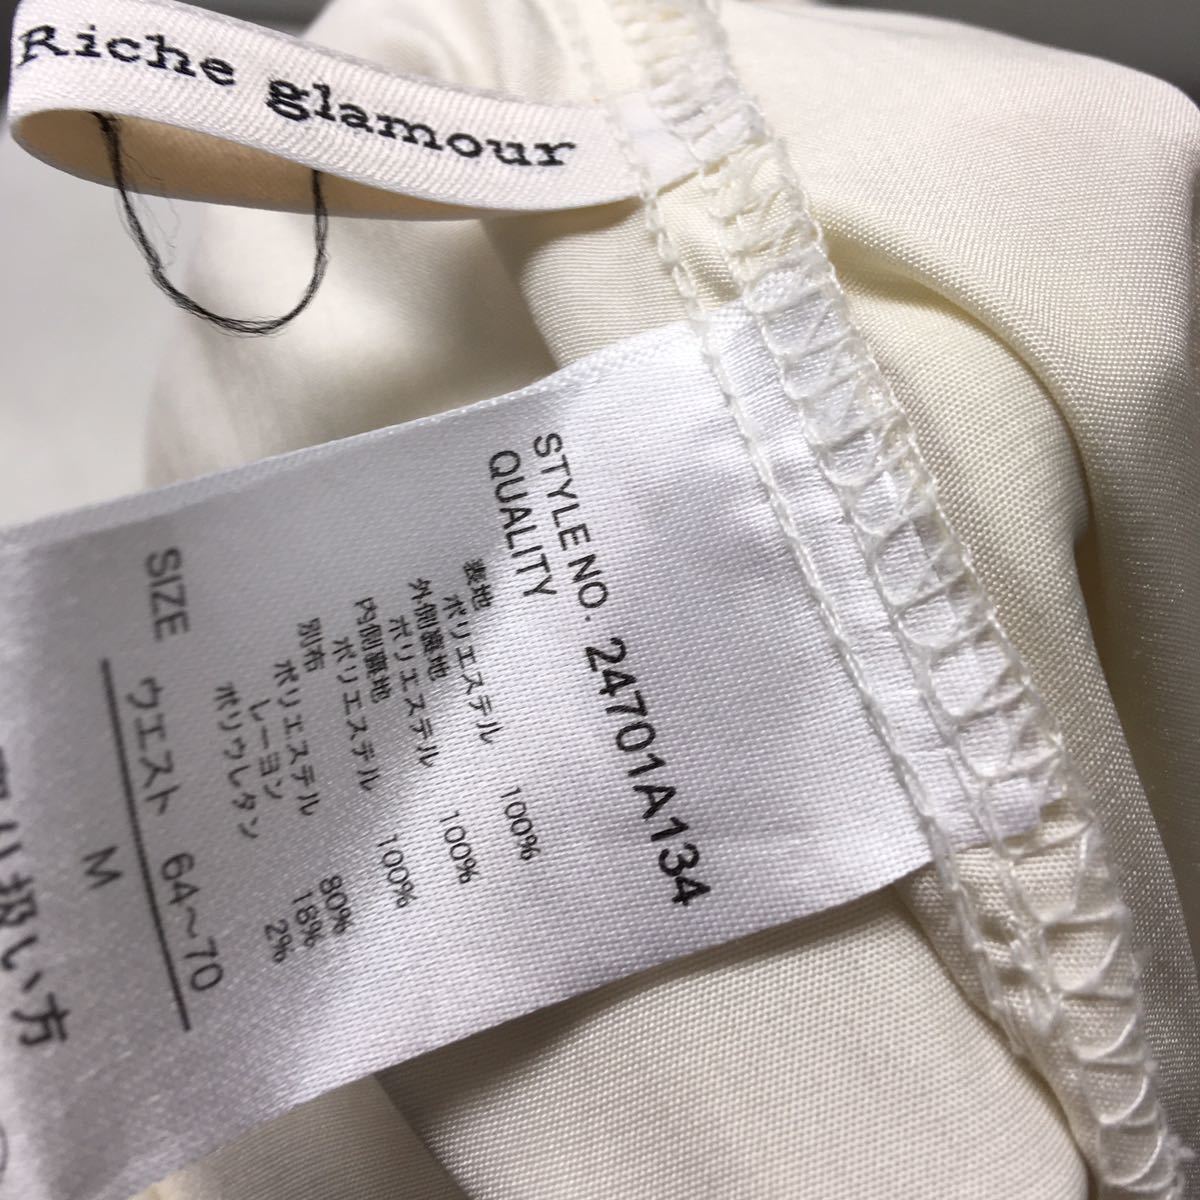 Riche glamour
STYLE NO. 24701A134
QUALITY
表地
ポリエステル 100%
外側裏地
ポリエステル 100%
内側裏地
ポリエステル 100%
別布
ポリエステル 80%
レーヨン 18%
ポリウレタン 2%
SIZE ウエスト 64～70
M
扱い方